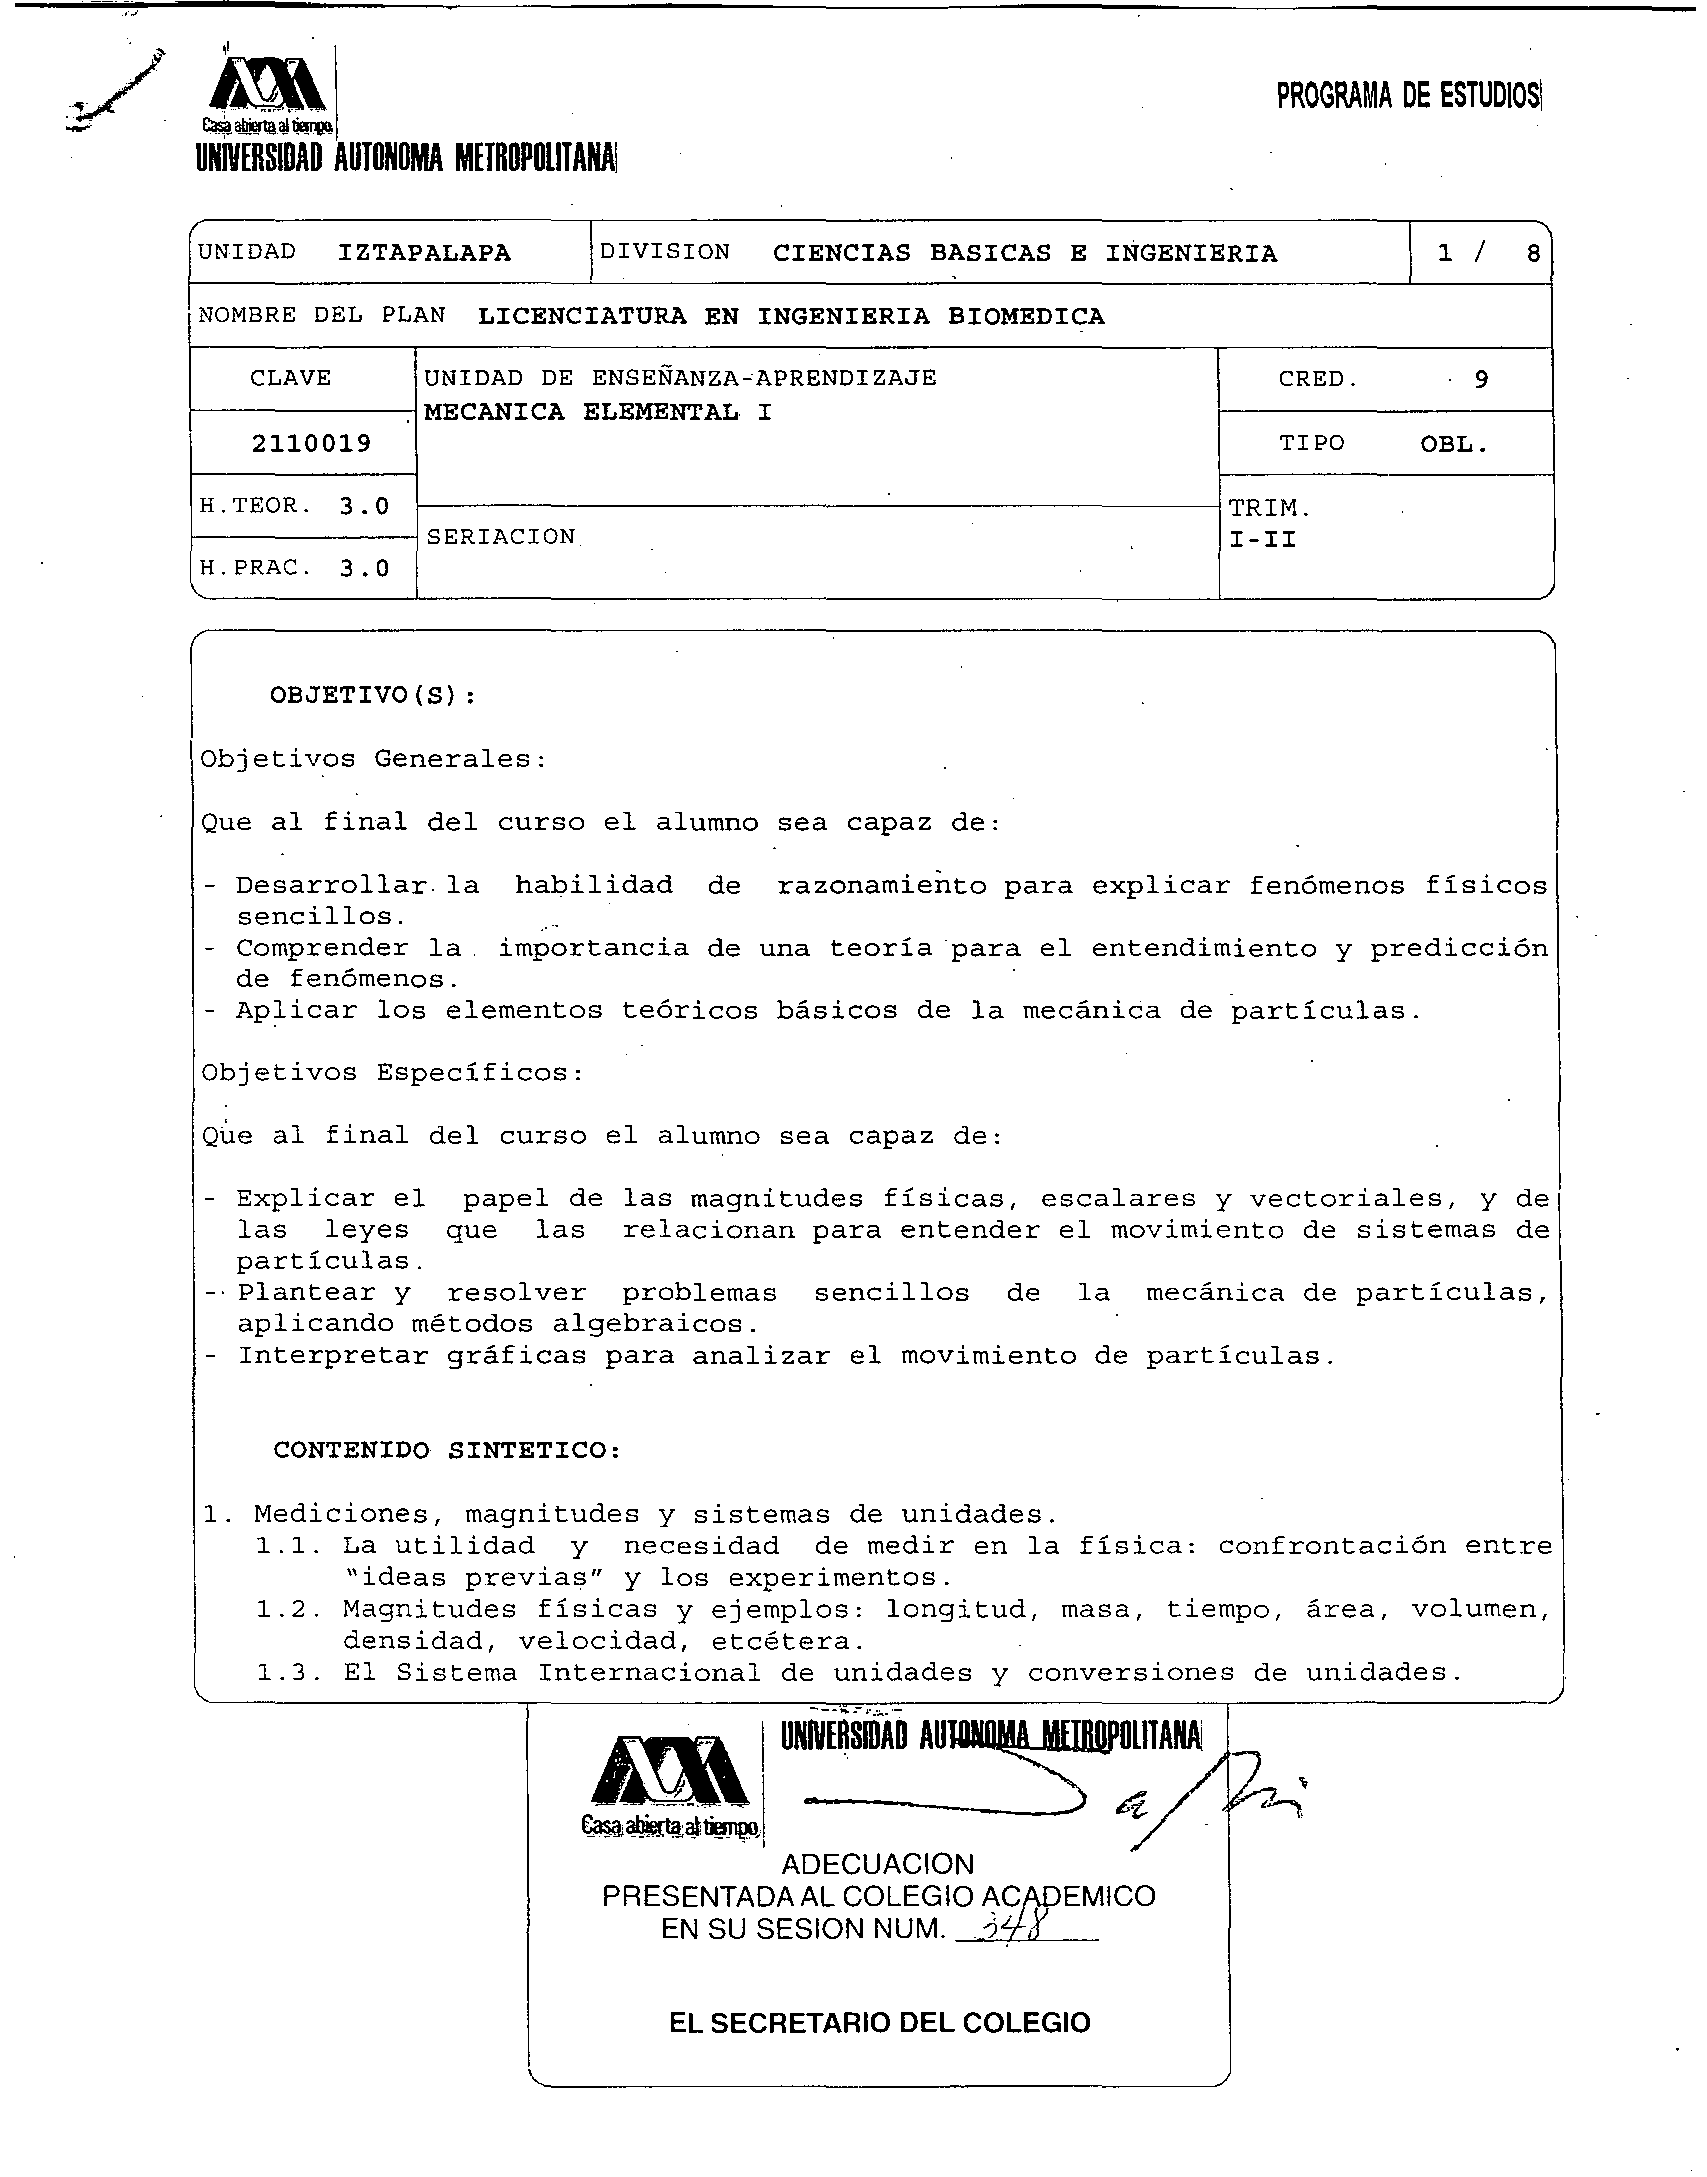 PROGRAMA DE ESTUDIOS
Casa abierta al tiempo
UNIVERSIDAD AUTONOMA METROPOLITANA
UNIDAD IZTAPALAPA DIVISION CIENCIAS BASICAS E INGENIERIA 1 / 8
NOMBRE DEL PLAN LICENCIATURA EN INGENIERIA BIOMEDICA
CLAVE UNIDAD DE ENSEÑANZA-APRENDIZAJE CRED. 9
MECANICA ELEMENTAL I
2110019 TIPO OBL.
H.TEOR. 3.0 TRIM.
SERIACION I-II
H.PRAC. 3.0
OBJETIVO(S):
Objetivos Generales:
Que al final del curso el alumno sea capaz de:
- Desarrollar la habilidad de razonamiento para explicar fenómenos físicos
sencillos.
- Comprender la importancia de una teoría para el entendimiento y predicción
de fenómenos.
- Aplicar los elementos teóricos básicos de la mecánica de partículas.
Objetivos Específicos:
Que al final del curso el alumno sea capaz de:
- Explicar el papel de las magnitudes físicas, escalares y vectoriales, y de
las leyes que las relacionan para entender el movimiento de sistemas de
partículas.
- Plantear y resolver problemas sencillos de la mecánica de partículas,
aplicando métodos algebraicos.
- Interpretar gráficas para analizar el movimiento de partículas.
CONTENIDO SINTETICO:
1. Mediciones, magnitudes y sistemas de unidades.
1.1. La utilidad y necesidad de medir en la física: confrontación entre
"ideas previas" y los experimentos.
1.2. Magnitudes físicas y ejemplos: longitud, masa, tiempo, área, volumen,
densidad, velocidad, etcétera.
1.3. El Sistema Internacional de unidades y conversiones de unidades.
UNIVERSIDAD AUTONOMA METROPOLITANA
Casa abierta al tiempo
ADECUACION
PRESENTADA AL COLEGIO ACADEMICO
EN SU SESION NUM. 348
EL SECRETARIO DEL COLEGIO